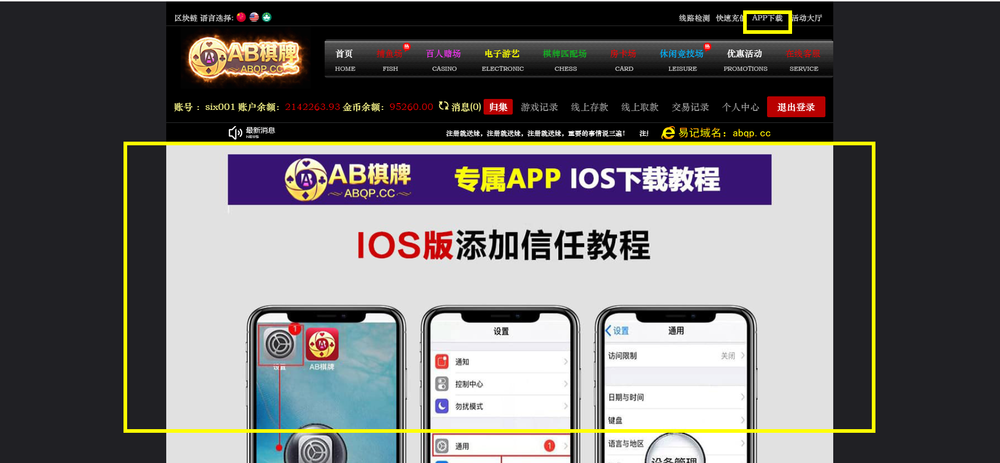 区块链 语言选择:
线路检测 快速充值 APP下载 活动大厅
AB棋牌
ABQP.CC
首页 捕鱼场 热 百人赌场 电子游艺 棋牌匹配场 房卡场 休闲竞技场 热 优惠活动 在线客服
HOME FISH CASINO ELECTRONIC CHESS CARD LEISURE PROMOTIONS SERVICE
账号 : six001 账户余额: 2142263.93 金币余额: 95260.00 消息(0) 归集 游戏记录 线上存款 线上取款 交易记录 个人中心 退出登录
最新消息
NEWS
注册就送妹，注册就送妹，注册就送妹，重要的事情说三遍！ 注册
易记域名：abqp.cc
AB棋牌
ABQP.CC
专属APP IOS下载教程
IOS版添加信任教程
1
设置 AB棋牌
设置
通知
控制中心
勿扰模式
通用 1
设置 通用
访问限制 关闭
日期与时间
键盘
语言与地区
设备管理